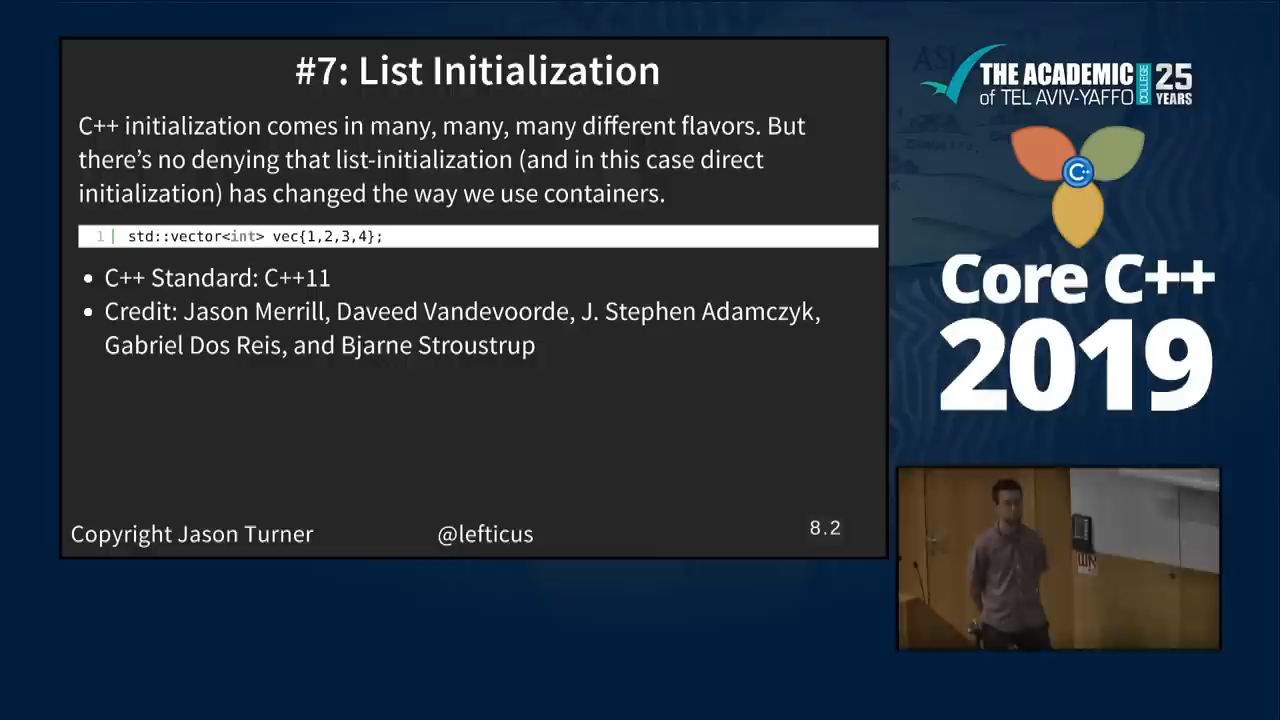 #7: List Initialization
C++ initialization comes in many, many, many different flavors. But
there's no denying that list-initialization (and in this case direct
initialization) has changed the way we use containers.
1 std::vector<int> vec{1,2,3,4};
C++ Standard: C++11
Credit: Jason Merrill, Daveed Vandevoorde, J. Stephen Adamczyk,
Gabriel Dos Reis, and Bjarne Stroustrup
Copyright Jason Turner @lefticus 8.2
THE ACADEMIC
of TEL AVIV-YAFFO
COLLEGE
25
YEARS
C++
Core C++
2019